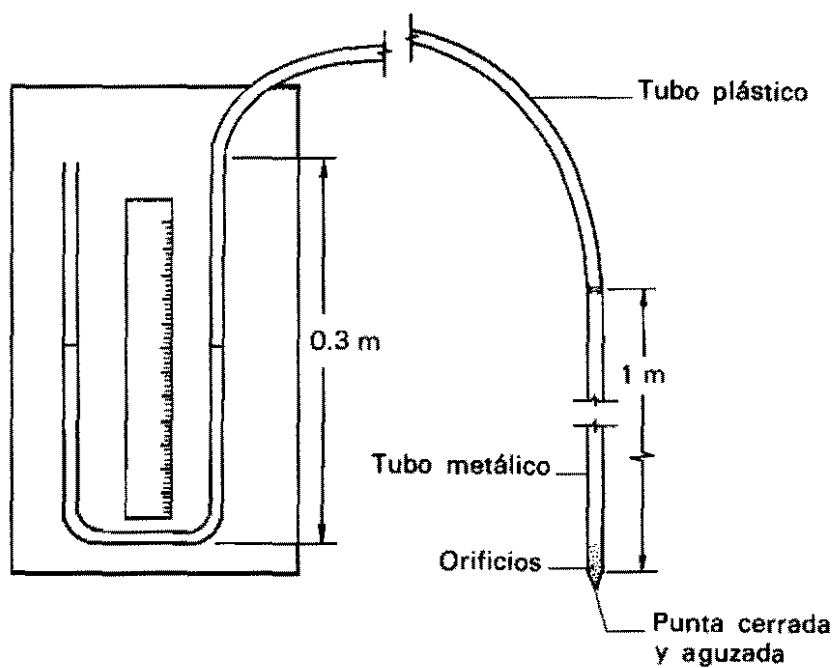 Tubo plástico
0.3 m
1 m
Tubo metálico
Orificios
Punta cerrada
y aguzada